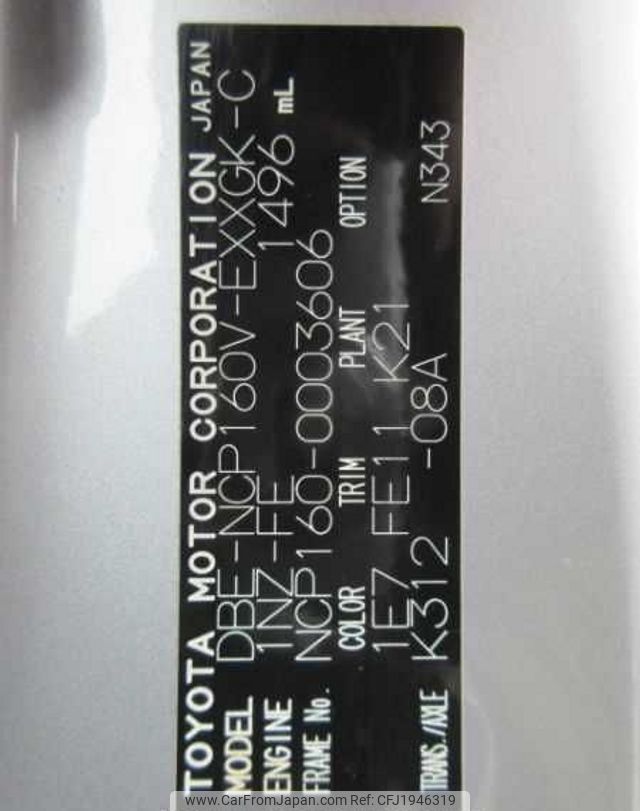 TOYOTA MOTOR CORPORATION JAPAN
MODEL DBE-NCP160V-EXXGK-C
ENGINE 1NZ-FE 1496 mL
FRAME No. NCP160-0003606
COLOR TRIM PLANT OPTION
1E7 FE11 K21
TRANS./AXLE K312 -08A N343
www.CarFromJapan.com - CFJ1946319